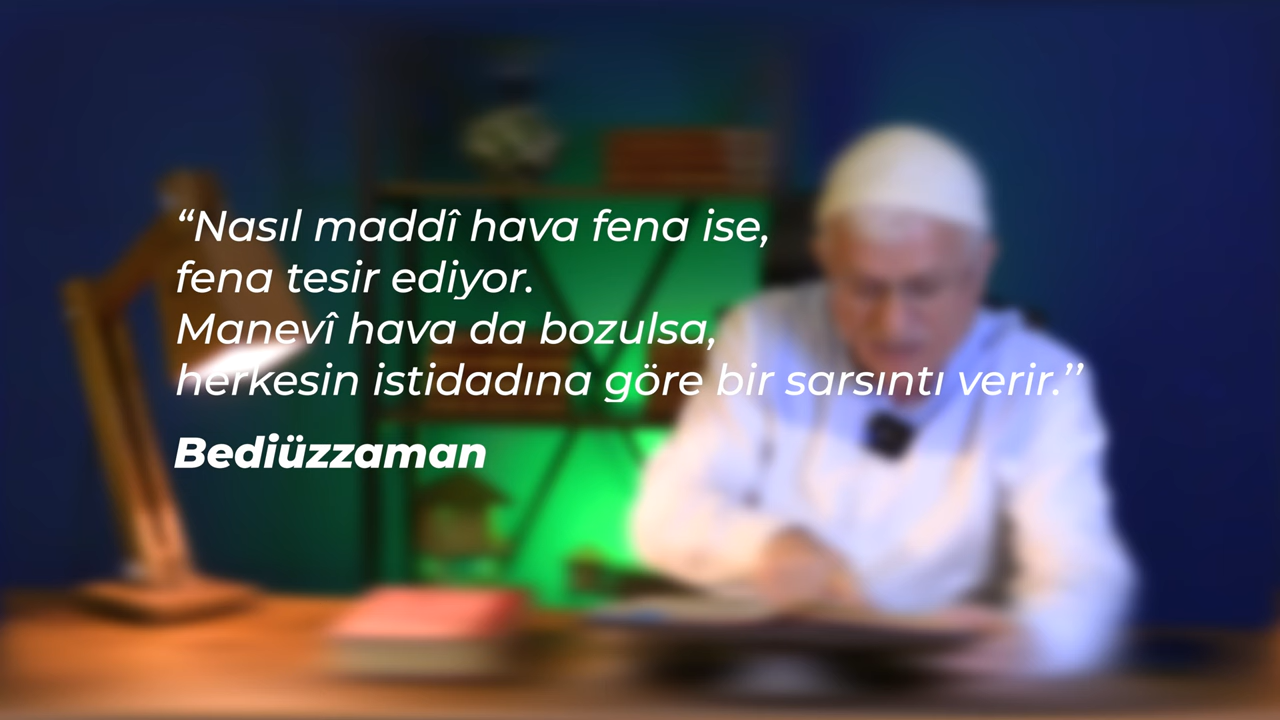 “Nasıl maddî hava fena ise,
fena tesir ediyor.
Manevî hava da bozulsa,
herkesin istidadına göre bir sarsıntı verir.’’
Bediüzzaman